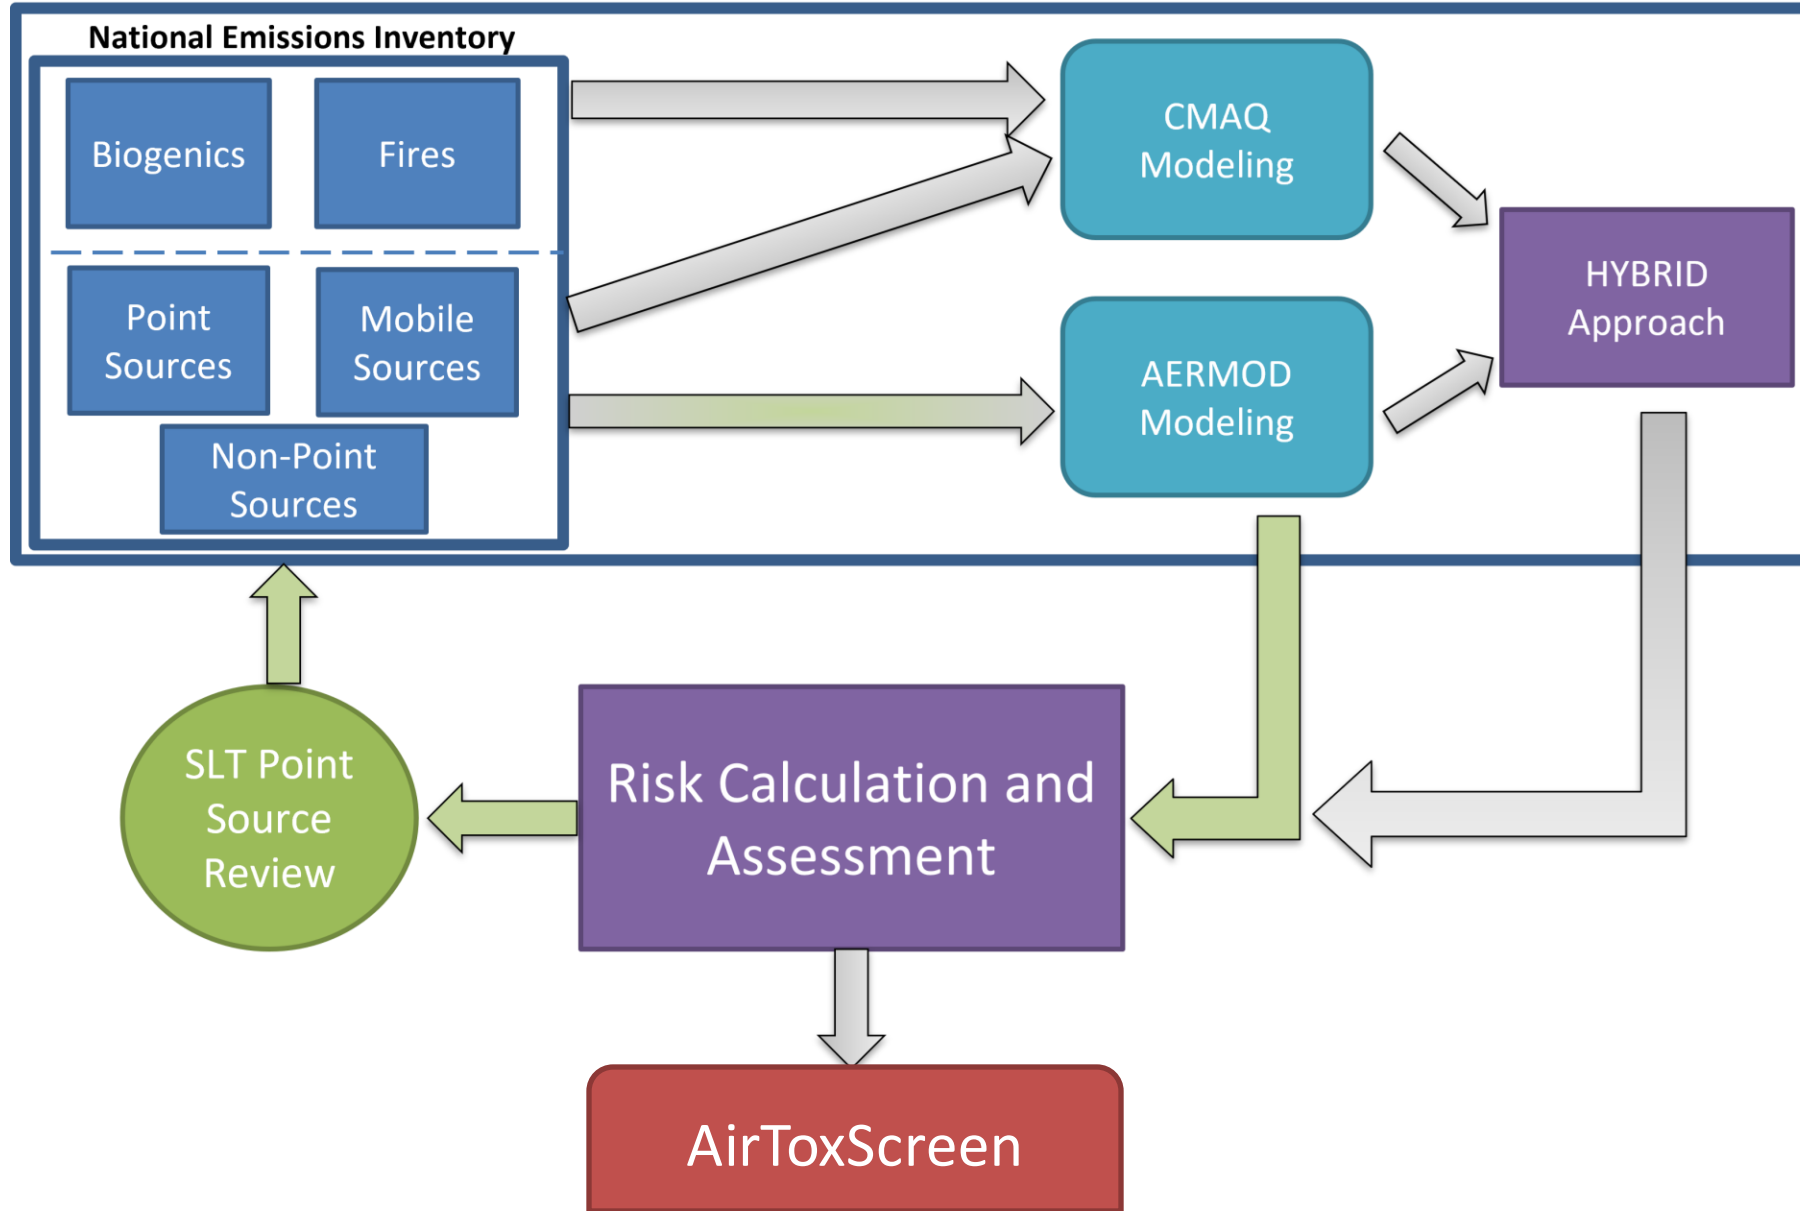 National Emissions Inventory
Biogenics
Fires
Point
Sources
Mobile
Sources
Non-Point
Sources
CMAQ
Modeling
AERMOD
Modeling
HYBRID
Approach
SLT Point
Source
Review
Risk Calculation and
Assessment
AirToxScreen